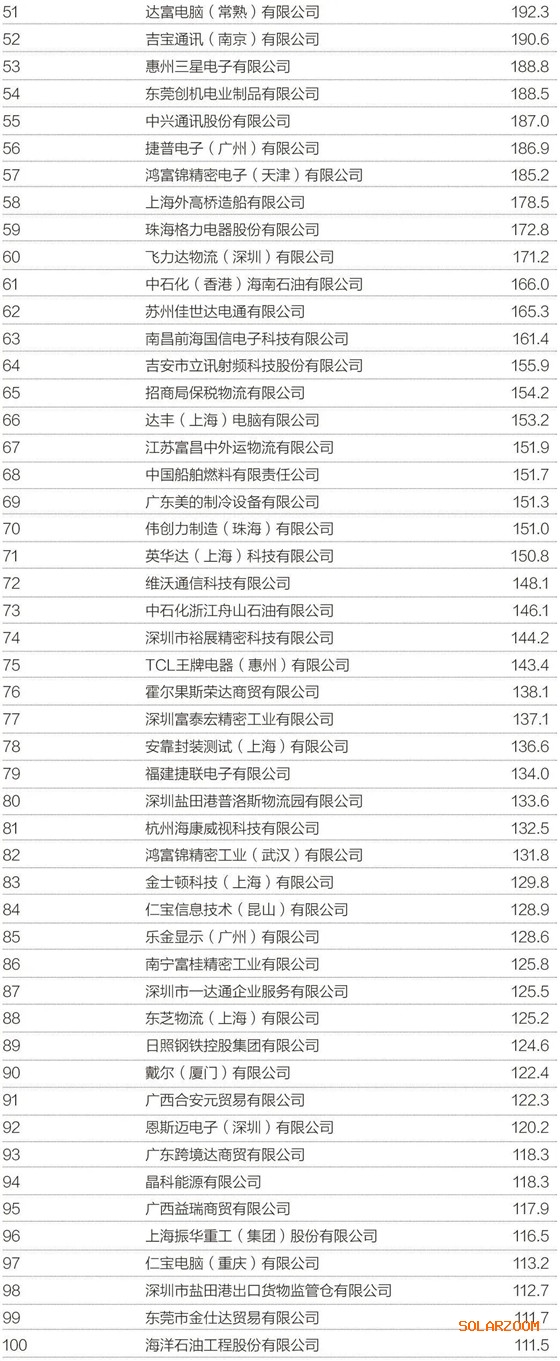 51 达富电脑（常熟）有限公司 192.3
52 吉宝通讯（南京）有限公司 190.6
53 惠州三星电子有限公司 188.8
54 东莞创机电业制品有限公司 188.5
55 中兴通讯股份有限公司 187.0
56 捷普电子（广州）有限公司 186.9
57 鸿富锦精密电子（天津）有限公司 185.2
58 上海外高桥造船有限公司 178.5
59 珠海格力电器股份有限公司 172.8
60 飞力达物流（深圳）有限公司 171.2
61 中石化（香港）海南石油有限公司 166.0
62 苏州佳世达电通有限公司 165.3
63 南昌前海国信电子科技有限公司 161.4
64 吉安市立讯射频科技股份有限公司 155.9
65 招商局保税物流有限公司 154.2
66 达丰（上海）电脑有限公司 153.2
67 江苏富昌中外运物流有限公司 151.9
68 中国船舶燃料有限责任公司 151.7
69 广东美的制冷设备有限公司 151.3
70 伟创力制造（珠海）有限公司 151.0
71 英华达（上海）科技有限公司 150.8
72 维沃通信科技有限公司 148.1
73 中石化浙江舟山石油有限公司 146.1
74 深圳市裕展精密科技有限公司 144.2
75 TCL王牌电器（惠州）有限公司 143.4
76 霍尔果斯荣达商贸有限公司 138.1
77 深圳富泰宏精密工业有限公司 137.1
78 安靠封装测试（上海）有限公司 136.6
79 福建捷联电子有限公司 134.0
80 深圳盐田港普洛斯物流园有限公司 133.6
81 杭州海康威视科技有限公司 132.5
82 鸿富锦精密工业（武汉）有限公司 131.8
83 金士顿科技（上海）有限公司 129.8
84 仁宝信息技术（昆山）有限公司 128.9
85 乐金显示（广州）有限公司 128.6
86 南宁富桂精密工业有限公司 125.8
87 深圳市一达通企业服务有限公司 125.5
88 东芝物流（上海）有限公司 125.2
89 日照钢铁控股集团有限公司 124.6
90 戴尔（厦门）有限公司 122.4
91 广西合安元贸易有限公司 122.3
92 恩斯迈电子（深圳）有限公司 120.2
93 广东跨境达商贸有限公司 118.3
94 晶科能源有限公司 118.3
95 广西益瑞商贸有限公司 117.9
96 上海振华重工（集团）股份有限公司 116.5
97 仁宝电脑（重庆）有限公司 113.2
98 深圳市盐田港出口货物监管仓有限公司 112.7
99 东莞市金仕达贸易有限公司 111.7
SOLARZOOM
100 海洋石油工程股份有限公司 111.5